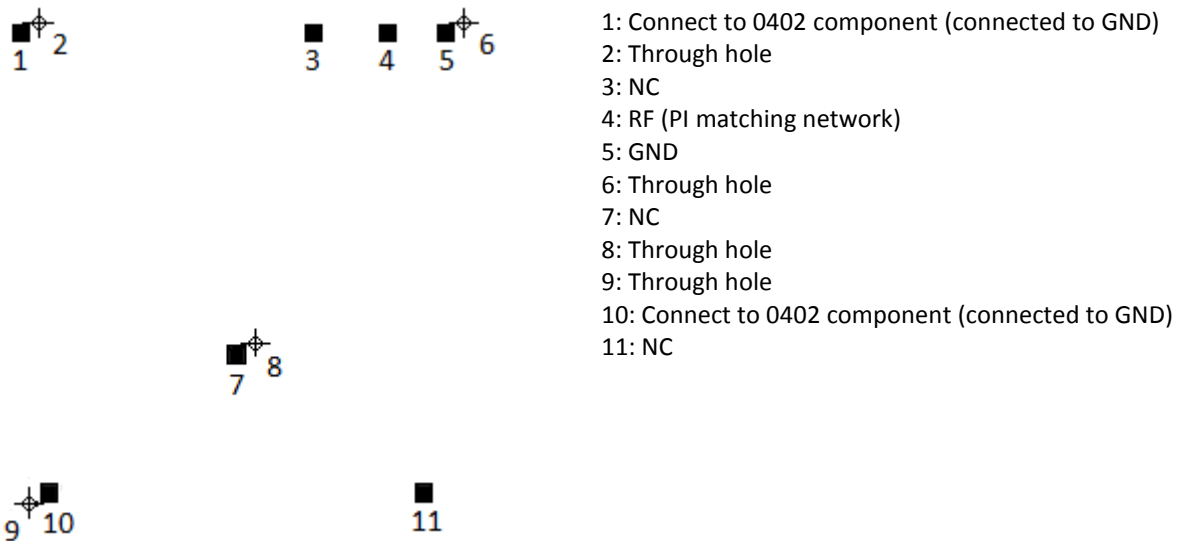 1: Connect to 0402 component (connected to GND)
2: Through hole
3: NC
4: RF (PI matching network)
5: GND
6: Through hole
7: NC
8: Through hole
9: Through hole
10: Connect to 0402 component (connected to GND)
11: NC
1 2 3 4 5 6
7 8
9 10 11